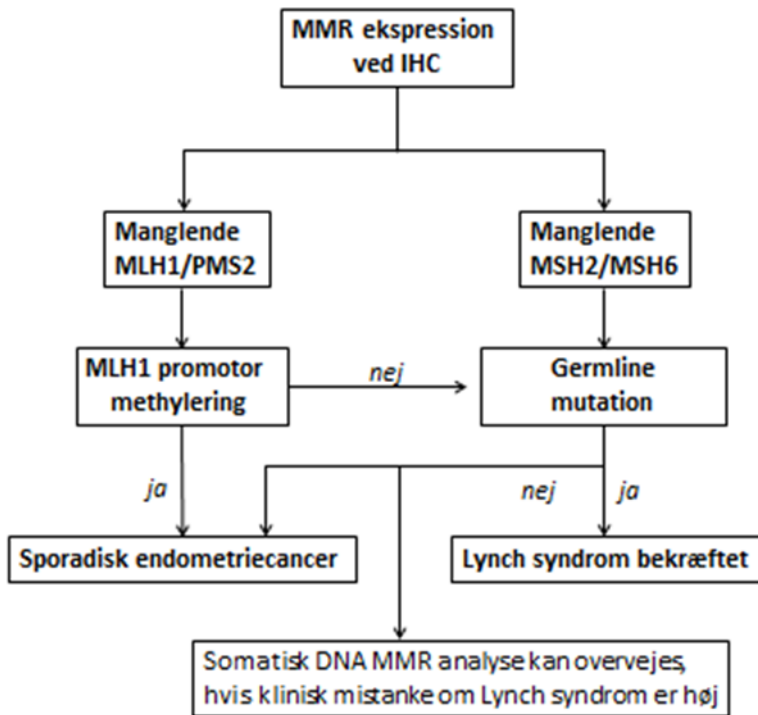 MMR ekspression
ved IHC
Manglende
MLH1/PMS2
Manglende
MSH2/MSH6
MLH1 promotor
methylering
nej
Germline
mutation
ja
nej
ja
Sporadisk endometriecancer
Lynch syndrom bekræftet
Somatisk DNA MMR analyse kan overvejes,
hvis klinisk mistanke om Lynch syndrom er høj